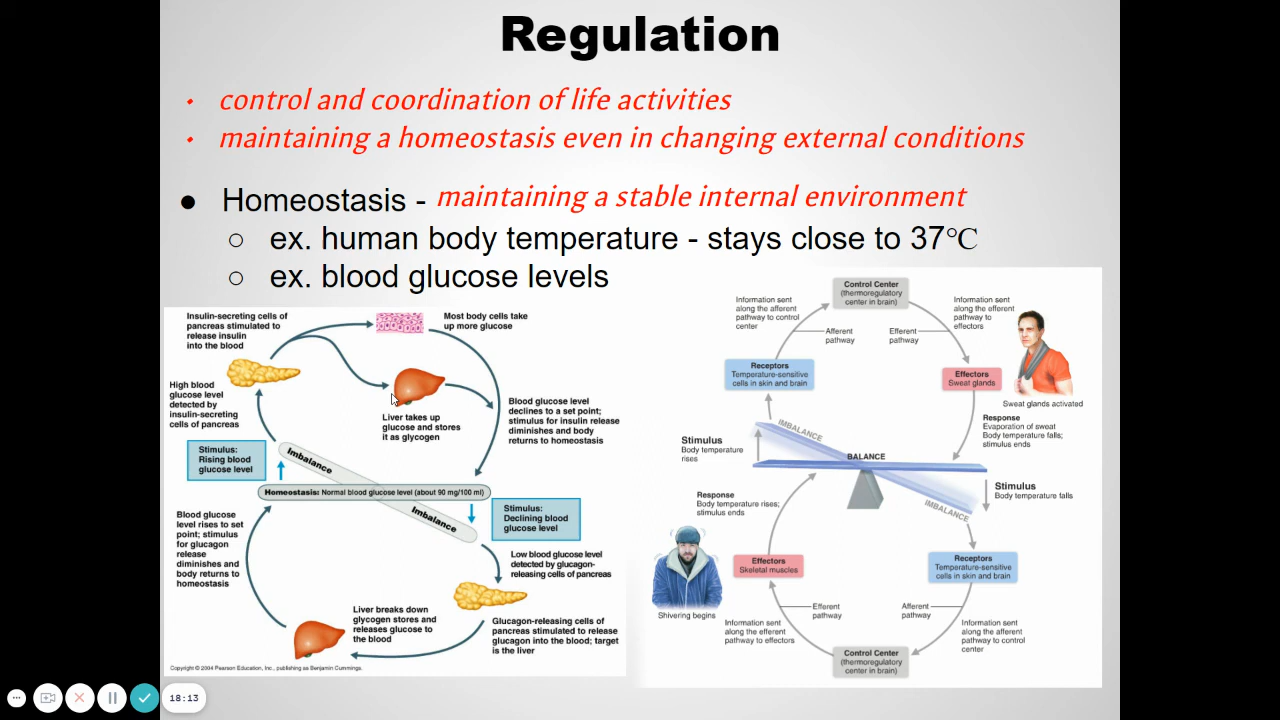 Regulation
• control and coordination of life activities
• maintaining a homeostasis even in changing external conditions
● Homeostasis - maintaining a stable internal environment
○ ex. human body temperature - stays close to 37℃
○ ex. blood glucose levels
Insulin-secreting cells of
pancreas stimulated to
release insulin
into the blood
Most body cells take
up more glucose
High blood
glucose level
detected by
insulin-secreting
cells of pancreas
Liver takes up
glucose and stores
it as glycogen
Blood glucose level
declines to a set point;
stimulus for insulin release
diminishes and body
returns to homeostasis
Stimulus:
Rising blood
glucose level
Imbalance
Homeostasis: Normal blood glucose level (about 90 mg/100 ml)
Imbalance
Stimulus:
Declining blood
glucose level
Blood glucose
level rises to set
point; stimulus
for glucagon
release
diminishes and
body returns to
homeostasis
Low blood glucose level
detected by glucagon-
releasing cells of pancreas
Liver breaks down
glycogen stores and
releases glucose to
the blood
Glucagon-releasing cells of
pancreas stimulated to release
glucagon into the blood; target
is the liver
Copyright © 2004 Pearson Education, Inc., publishing as Benjamin Cummings.
Control Center
(thermoregulatory
center in brain)
Information sent
along the afferent
pathway to control
center
Information sent
along the efferent
pathway to
effectors
Afferent
pathway
Efferent
pathway
Receptors
Temperature-sensitive
cells in skin and brain
Effectors
Sweat glands
Sweat glands activated
Response
Evaporation of sweat
Body temperature falls;
stimulus ends
Stimulus
Body temperature
rises
IMBALANCE
BALANCE
IMBALANCE
Stimulus
Body temperature falls
Response
Body temperature rises;
stimulus ends
Effectors
Skeletal muscles
Receptors
Temperature-sensitive
cells in skin and brain
Shivering begins
Efferent
pathway
Afferent
pathway
Information sent
along the efferent
pathway to effectors
Information sent
along the afferent
pathway to control
center
Control Center
(thermoregulatory
center in brain)
18:13